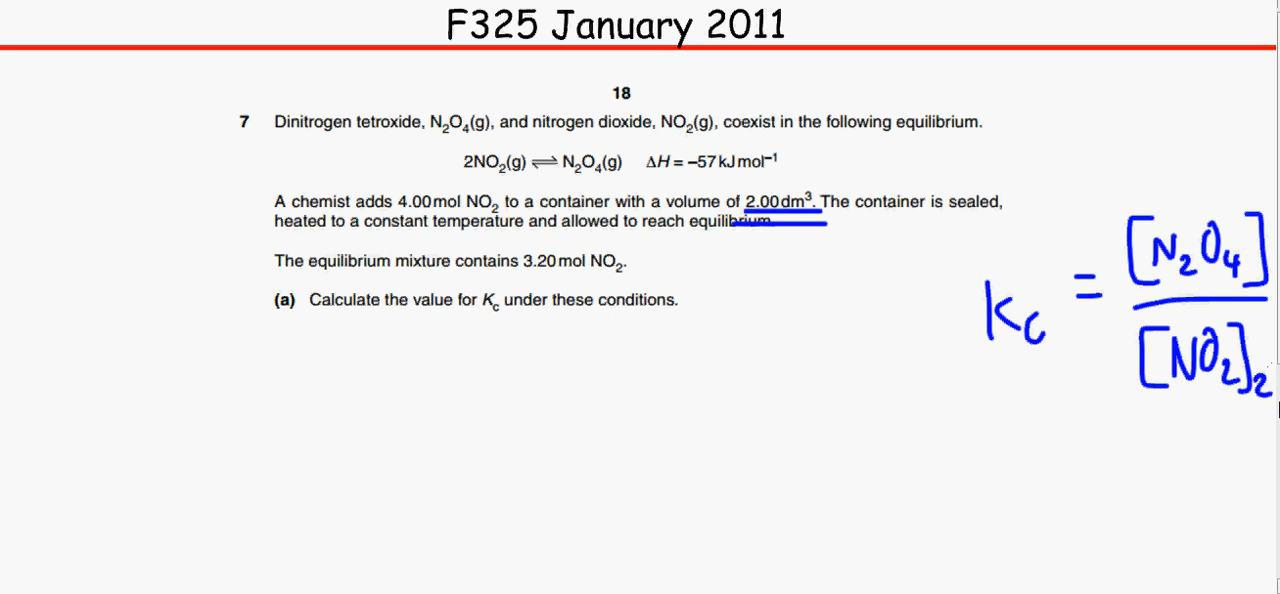 F325 January 2011
18
7 Dinitrogen tetroxide, N₂O₄(g), and nitrogen dioxide, NO₂(g), coexist in the following equilibrium.
2NO₂(g) ⇌ N₂O₄(g) ΔH = –57 kJ mol⁻¹
A chemist adds 4.00 mol NO₂ to a container with a volume of 2.00 dm³. The container is sealed,
heated to a constant temperature and allowed to reach equilibrium.
The equilibrium mixture contains 3.20 mol NO₂.
(a) Calculate the value for K꜀ under these conditions.
[N₂O₄]
Kc =
[NO₂]₂